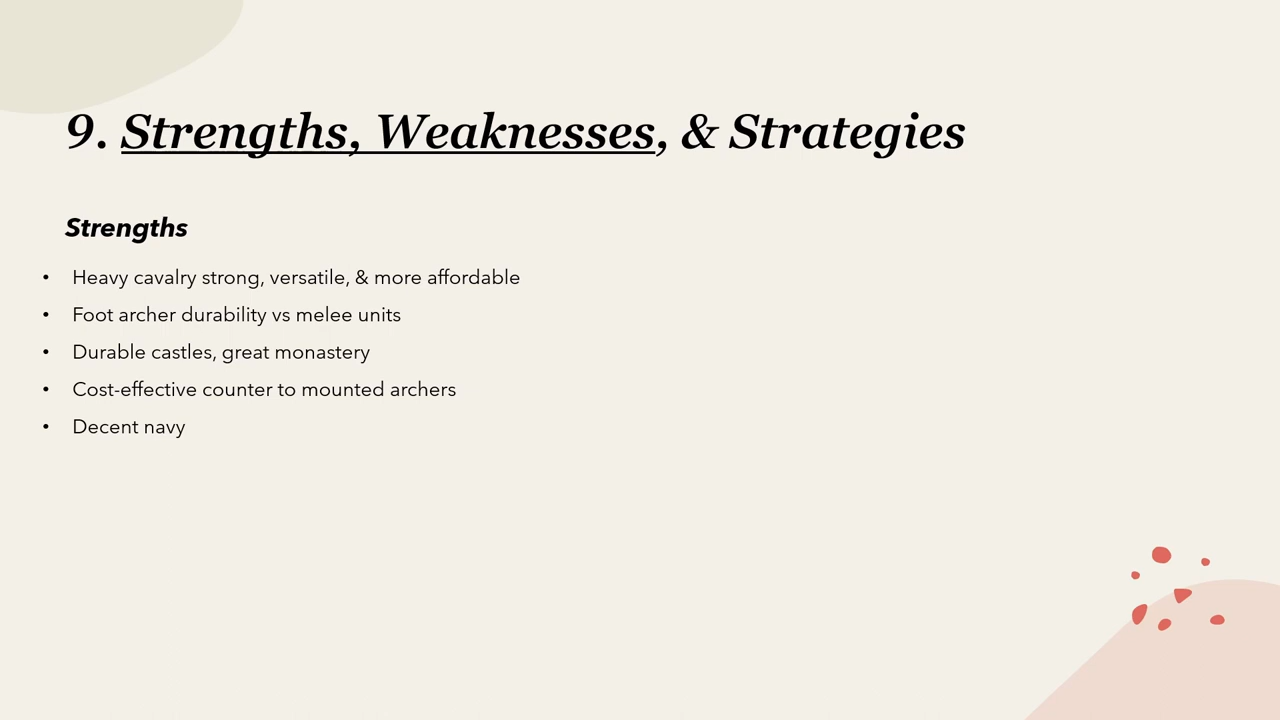 9. Strengths, Weaknesses, & Strategies
Strengths
• Heavy cavalry strong, versatile, & more affordable
• Foot archer durability vs melee units
• Durable castles, great monastery
• Cost-effective counter to mounted archers
• Decent navy